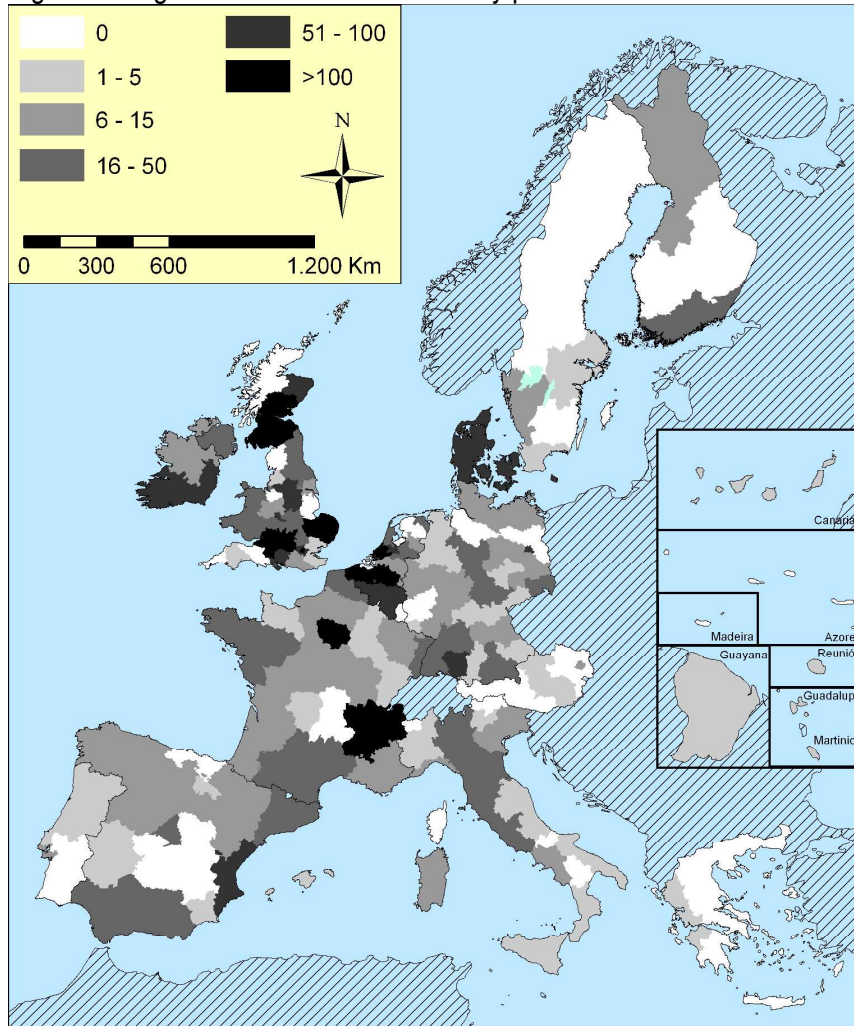 0
1 - 5
6 - 15
16 - 50
51 - 100
>100
N
0 300 600 1.200 Km
Canaria
Madeira
Azore
Guayana
Reunió
Guadalup
Martinic